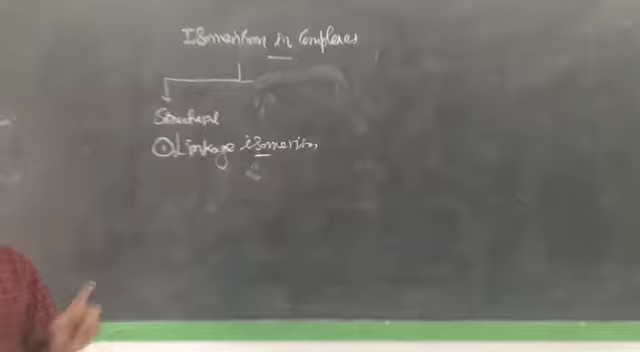 Isomerism in Complexes
Structural
① Linkage isomerism